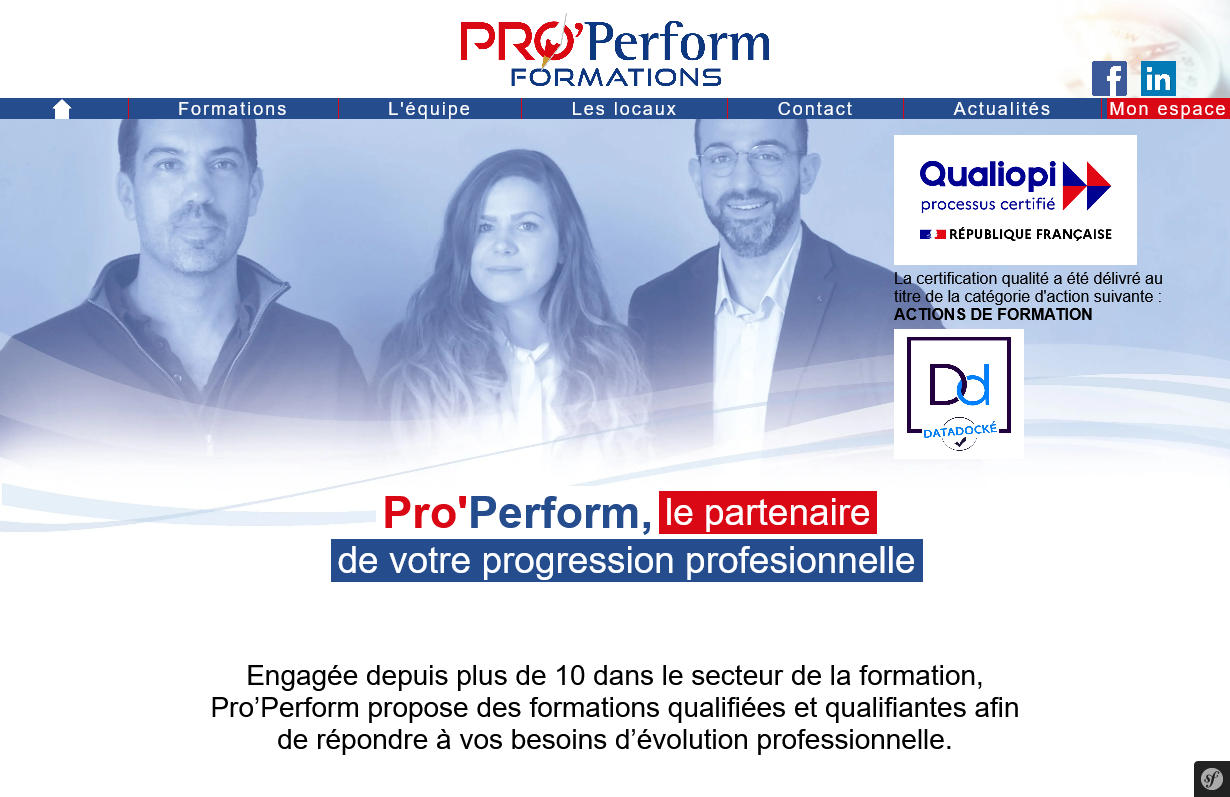 PRO'Perform
FORMATIONS
Formations
L'équipe
Les locaux
Contact
Actualités
Mon espace
Qualiopi
processus certifié
RÉPUBLIQUE FRANÇAISE
La certification qualité a été délivré au
titre de la catégorie d'action suivante :
ACTIONS DE FORMATION
Dd
DATADOCKÉ
Pro'Perform, le partenaire
de votre progression profesionnelle
Engagée depuis plus de 10 dans le secteur de la formation,
Pro’Perform propose des formations qualifiées et qualifiantes afin
de répondre à vos besoins d’évolution professionnelle.